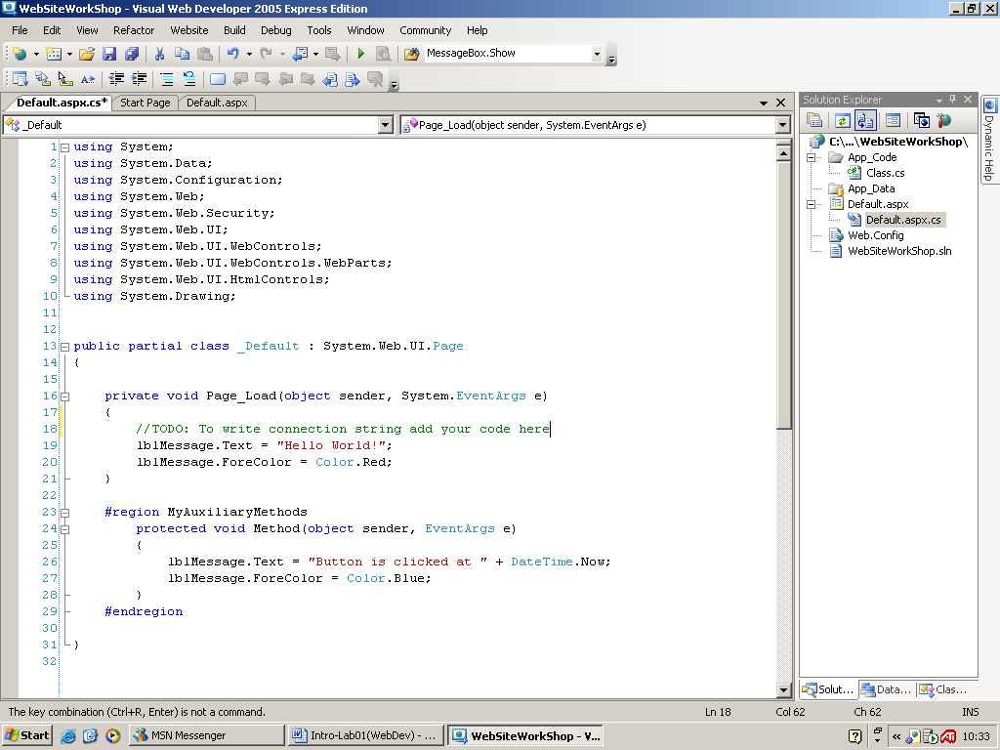 WebSiteWorkShop - Visual Web Developer 2005 Express Edition
File Edit View Refactor Website Build Debug Tools Window Community Help
MessageBox.Show
Default.aspx.cs* Start Page Default.aspx
_Default Page_Load(object sender, System.EventArgs e)
1 using System;
2 using System.Data;
3 using System.Configuration;
4 using System.Web;
5 using System.Web.Security;
6 using System.Web.UI;
7 using System.Web.UI.WebControls;
8 using System.Web.UI.WebControls.WebParts;
9 using System.Web.UI.HtmlControls;
10 using System.Drawing;
11
12
13 public partial class _Default : System.Web.UI.Page
14 {
15
16 private void Page_Load(object sender, System.EventArgs e)
17 {
18 //TODO: To write connection string add your code here
19 lblMessage.Text = "Hello World!";
20 lblMessage.ForeColor = Color.Red;
21 }
22
23 #region MyAuxiliaryMethods
24 protected void Method(object sender, EventArgs e)
25 {
26 lblMessage.Text = "Button is clicked at " + DateTime.Now;
27 lblMessage.ForeColor = Color.Blue;
28 }
29 #endregion
30
31 }
32
Solution Explorer
C:\...\WebSiteWorkShop\
App_Code
Class.cs
App_Data
Default.aspx
Default.aspx.cs
Web.Config
WebSiteWorkShop.sln
Solut... Data... Clas...
Dynamic Help
The key combination (Ctrl+R, Enter) is not a command. Ln 18 Col 62 Ch 62 INS
Start MSN Messenger Intro-Lab01(WebDev) - ... WebSiteWorkShop - V... 10:33